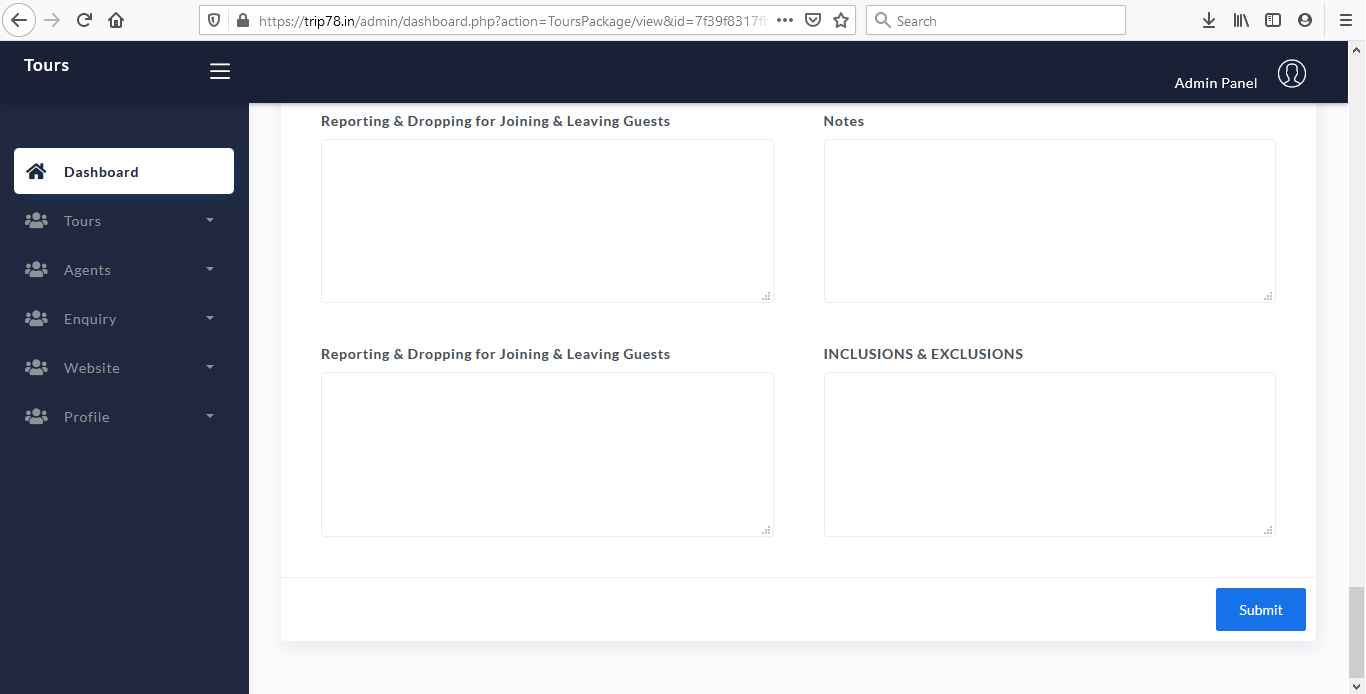 https://trip78.in/admin/dashboard.php?action=ToursPackage/view&id=7f39f8317fb
Search
Tours
Admin Panel
Dashboard
Tours
Agents
Enquiry
Website
Profile
Reporting & Dropping for Joining & Leaving Guests
Notes
Reporting & Dropping for Joining & Leaving Guests
INCLUSIONS & EXCLUSIONS
Submit